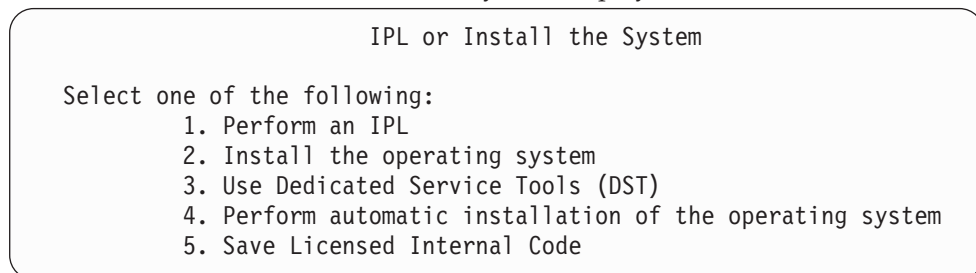 IPL or Install the System
Select one of the following:
1. Perform an IPL
2. Install the operating system
3. Use Dedicated Service Tools (DST)
4. Perform automatic installation of the operating system
5. Save Licensed Internal Code